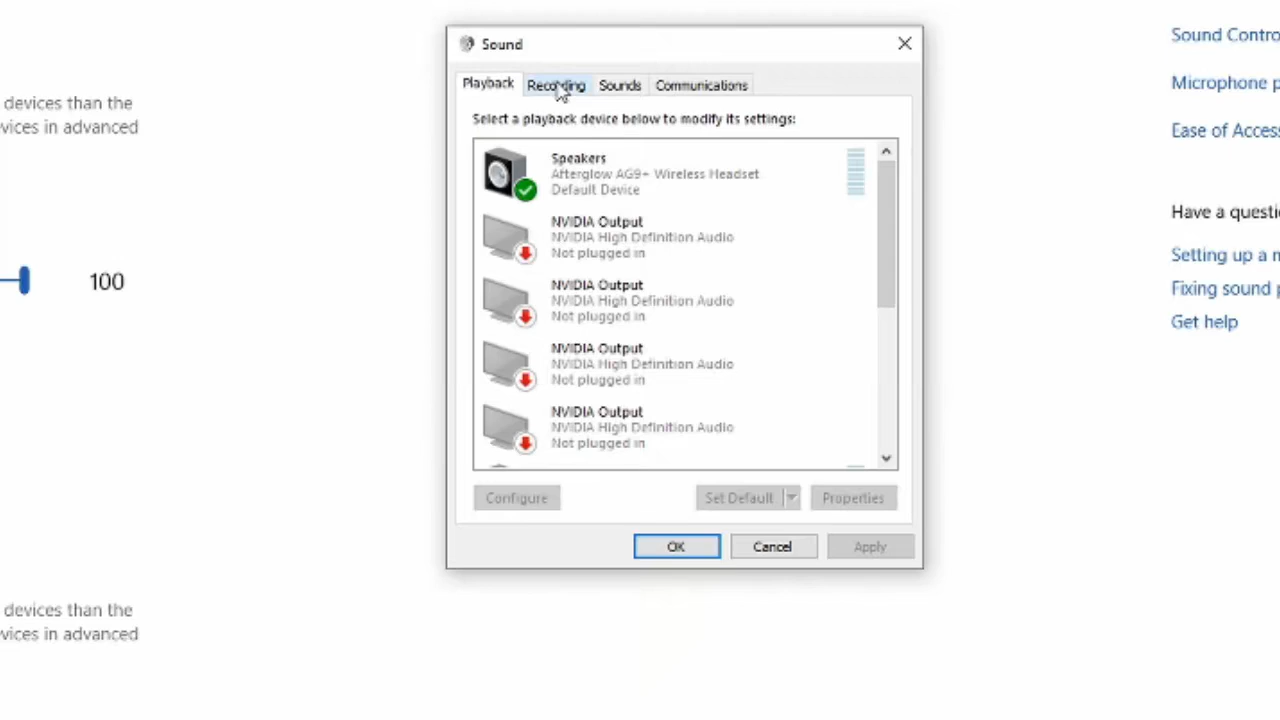 devices than the
vices in advanced
100
devices than the
vices in advanced
Sound
Playback
Recording
Sounds
Communications
Select a playback device below to modify its settings:
Speakers
Afterglow AG9+ Wireless Headset
Default Device
NVIDIA Output
NVIDIA High Definition Audio
Not plugged in
NVIDIA Output
NVIDIA High Definition Audio
Not plugged in
NVIDIA Output
NVIDIA High Definition Audio
Not plugged in
NVIDIA Output
NVIDIA High Definition Audio
Not plugged in
Configure
Set Default
Properties
OK
Cancel
Apply
Sound Contro
Microphone p
Ease of Acces
Have a questi
Setting up a m
Fixing sound p
Get help